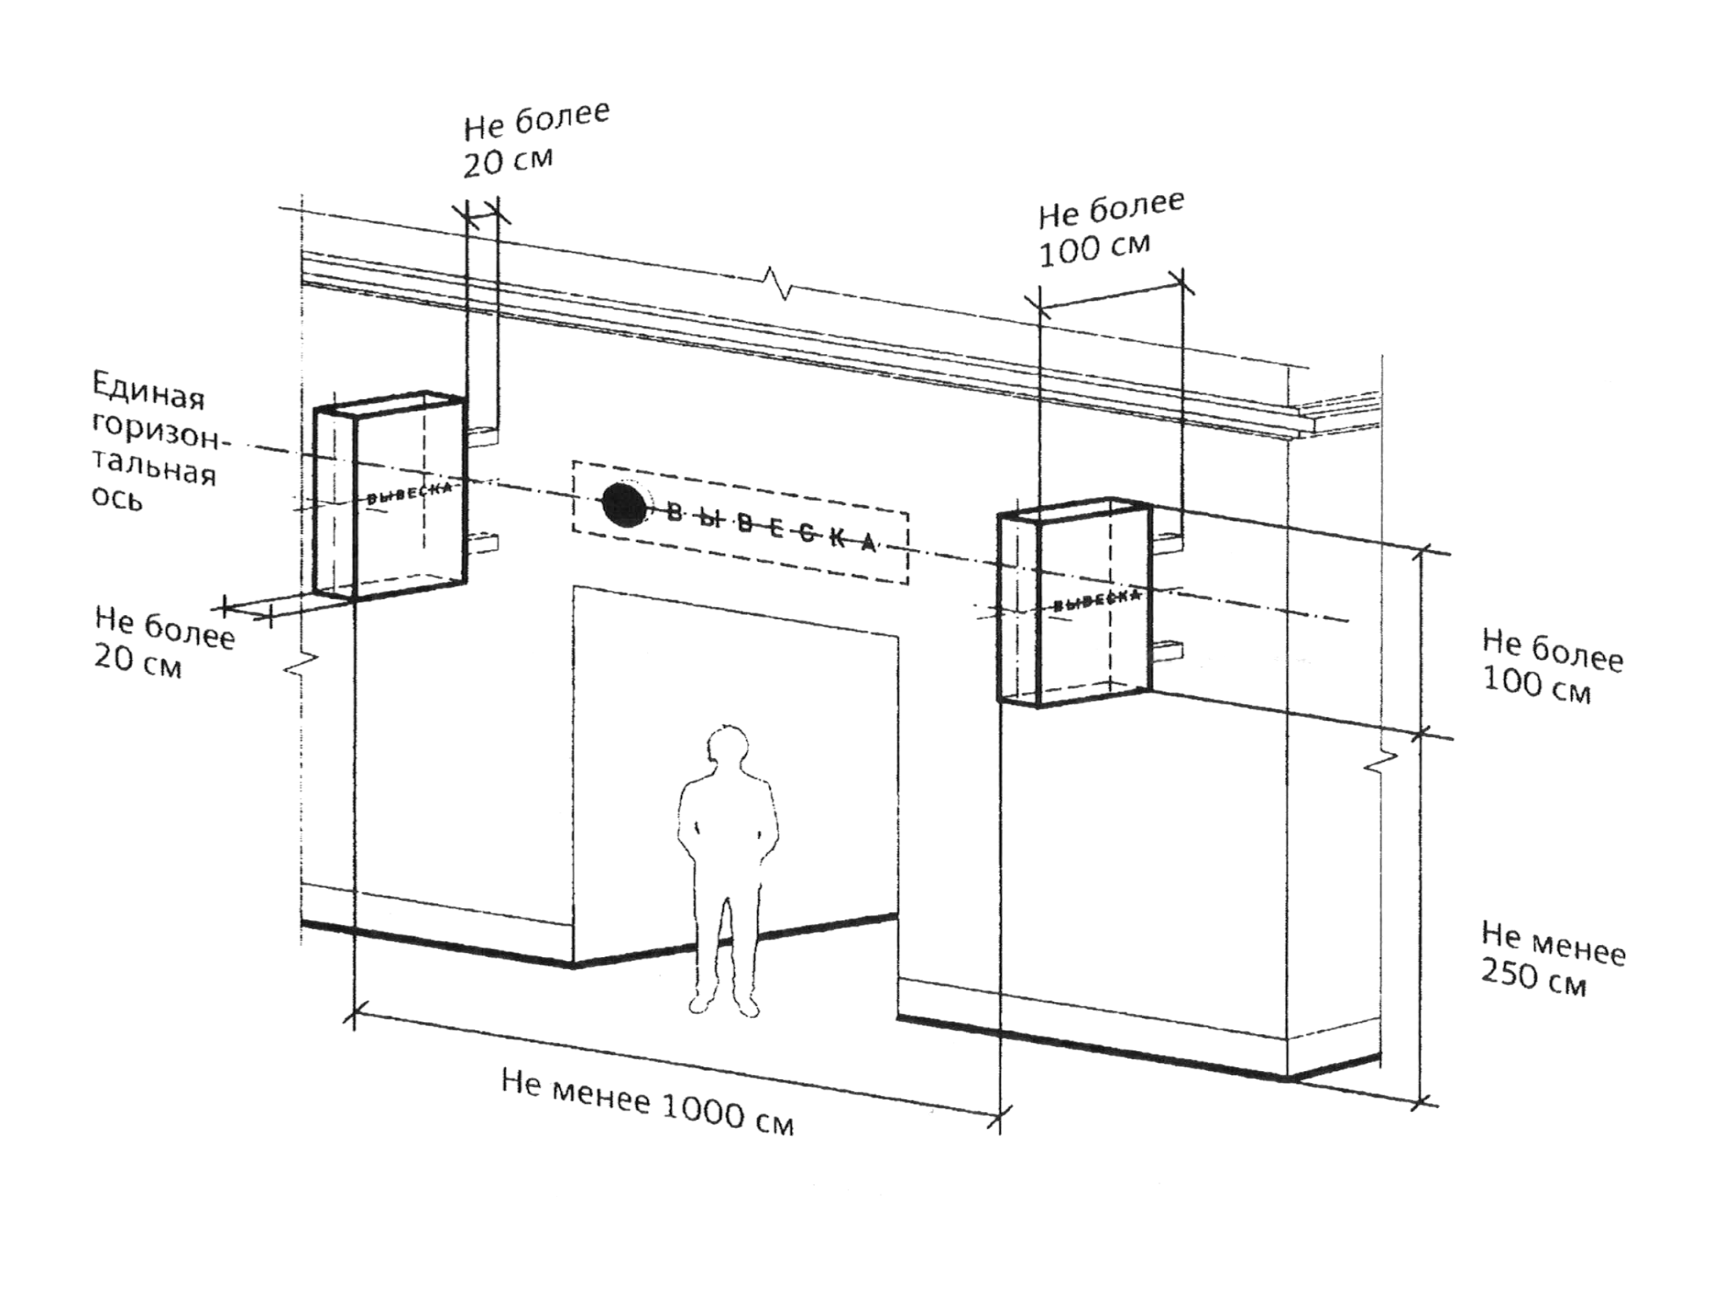 Не более
20 см
Не более
100 см
Единая
горизон-
тальная
ось
ВЫВЕСКА
ВЫВЕСКА
ВЫВЕСКА
Не более
20 см
Не более
100 см
Не менее
250 см
Не менее 1000 см